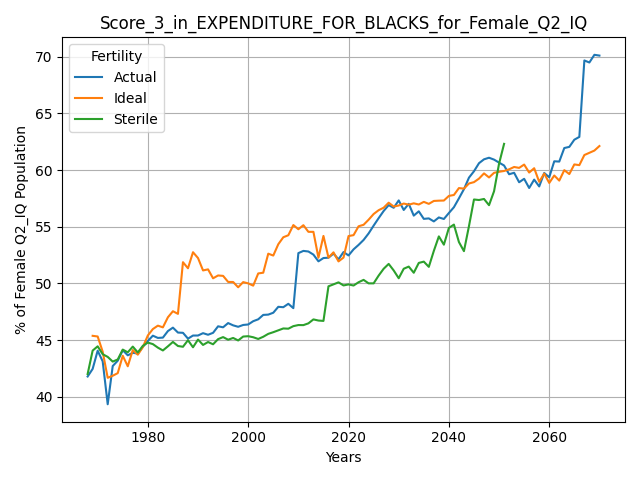 Score_3_in_EXPENDITURE_FOR_BLACKS_for_Female_Q2_IQ
Fertility
Actual
Ideal
Sterile
% of Female Q2_IQ Population
70
65
60
55
50
45
40
1980
2000
2020
2040
2060
Years